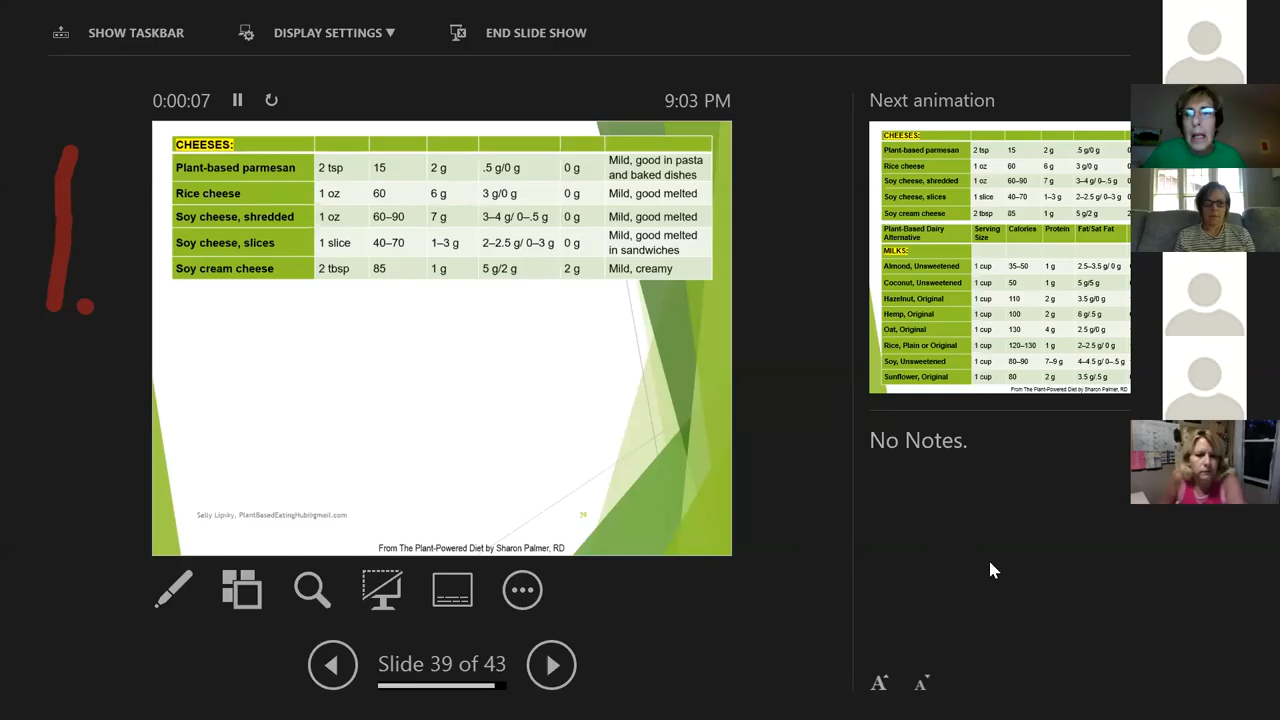 SHOW TASKBAR DISPLAY SETTINGS ▼ END SLIDE SHOW
0:00:07 9:03 PM
1.
CHEESES:
Plant-based parmesan 2 tsp 15 2 g .5 g/0 g 0 g Mild, good in pasta
and baked dishes
Rice cheese 1 oz 60 6 g 3 g/0 g 0 g Mild, good melted
Soy cheese, shredded 1 oz 60–90 7 g 3–4 g/ 0–.5 g 0 g Mild, good melted
Soy cheese, slices 1 slice 40–70 1–3 g 2–2.5 g/ 0–3 g 0 g Mild, good melted
in sandwiches
Soy cream cheese 2 tbsp 85 1 g 5 g/2 g 2 g Mild, creamy
Sally Lipsky, PlantBasedEatingHub@gmail.com 39
From The Plant-Powered Diet by Sharon Palmer, RD
Slide 39 of 43
Next animation
CHEESES:
Plant-based parmesan 2 tsp 15 2 g .5 g/0 g
Rice cheese 1 oz 60 6 g 3 g/0 g
Soy cheese, shredded 1 oz 60–90 7 g 3–4 g/ 0–.5 g
Soy cheese, slices 1 slice 40–70 1–3 g 2–2.5 g/ 0–3 g
Soy cream cheese 2 tbsp 85 1 g 5 g/2 g
Plant-Based Dairy Serving Calories Protein Fat/Sat Fat
Alternative Size
MILKS:
Almond, Unsweetened 1 cup 35–50 1 g 2.5–3.5 g/ 0 g
Coconut, Unsweetened 1 cup 50 1 g 5 g/5 g
Hazelnut, Original 1 cup 110 2 g 3.5 g/0 g
Hemp, Original 1 cup 100 2 g 6 g/.5 g
Oat, Original 1 cup 130 4 g 2.5 g/0 g
Rice, Plain or Original 1 cup 120–130 1 g 2–2.5 g/ 0 g
Soy, Unsweetened 1 cup 80–90 7–9 g 4–4.5 g/ 0–.5 g
Sunflower, Original 1 cup 80 2 g 3.5 g/.5 g
From The Plant-Powered Diet by Sharon Palmer, RD
No Notes.
A A